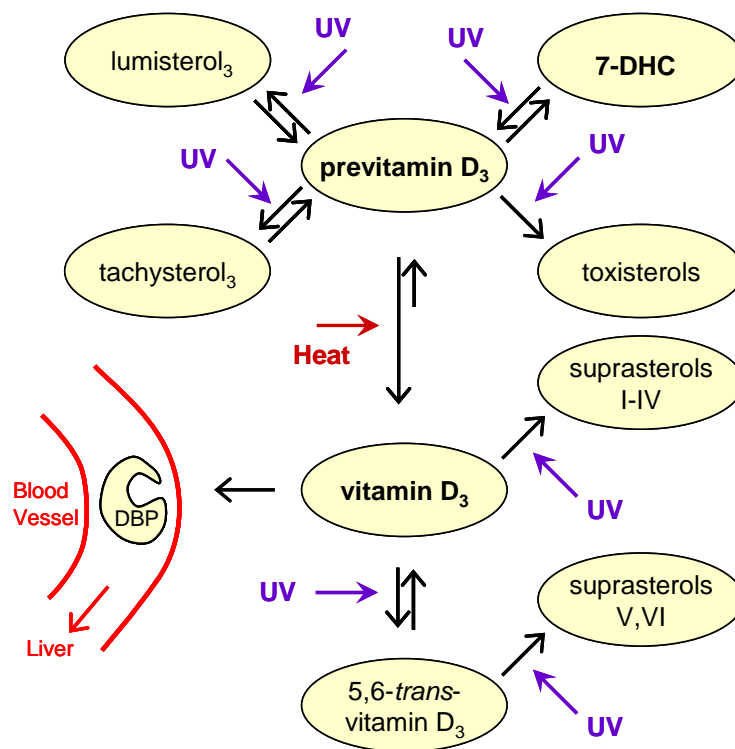 UV
UV
lumisterol₃
7-DHC
UV
UV
previtamin D₃
tachysterol₃
toxisterols
Heat
suprasterols
I-IV
Blood
Vessel
DBP
vitamin D₃
UV
UV
suprasterols
V,VI
Liver
5,6-trans-
vitamin D₃
UV